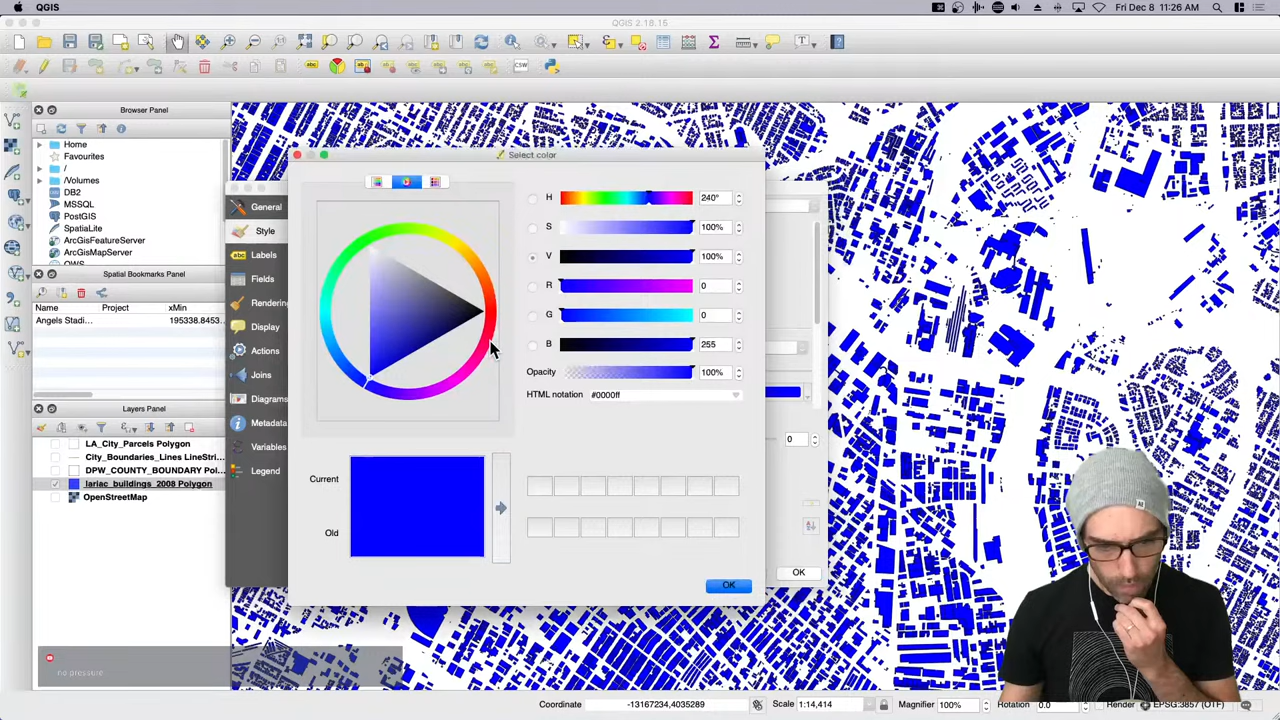 QGIS
Fri Dec 8 11:26 AM
QGIS 2.18.15
Browser Panel
Home
Favourites
/
/Volumes
DB2
MSSQL
PostGIS
SpatiaLite
ArcGisFeatureServer
ArcGisMapServer
OWS
Spatial Bookmarks Panel
Name Project xMin
Angels Stadi... 195338.8453...
Layers Panel
LA_City_Parcels Polygon
City_Boundaries_Lines LineStri...
DPW_COUNTY_BOUNDARY Pol...
lariac_buildings_2008 Polygon
OpenStreetMap
no pressure
General
Style
Labels
Fields
Rendering
Display
Actions
Joins
Diagrams
Metadata
Variables
Legend
Select color
H 240°
S 100%
V 100%
R 0
G 0
B 255
Opacity 100%
HTML notation #0000ff
Current
Old
OK
0
OK
Coordinate -13167234,4035289 Scale 1:14,414 Magnifier 100% Rotation 0.0 Render EPSG:3857 (OTF)